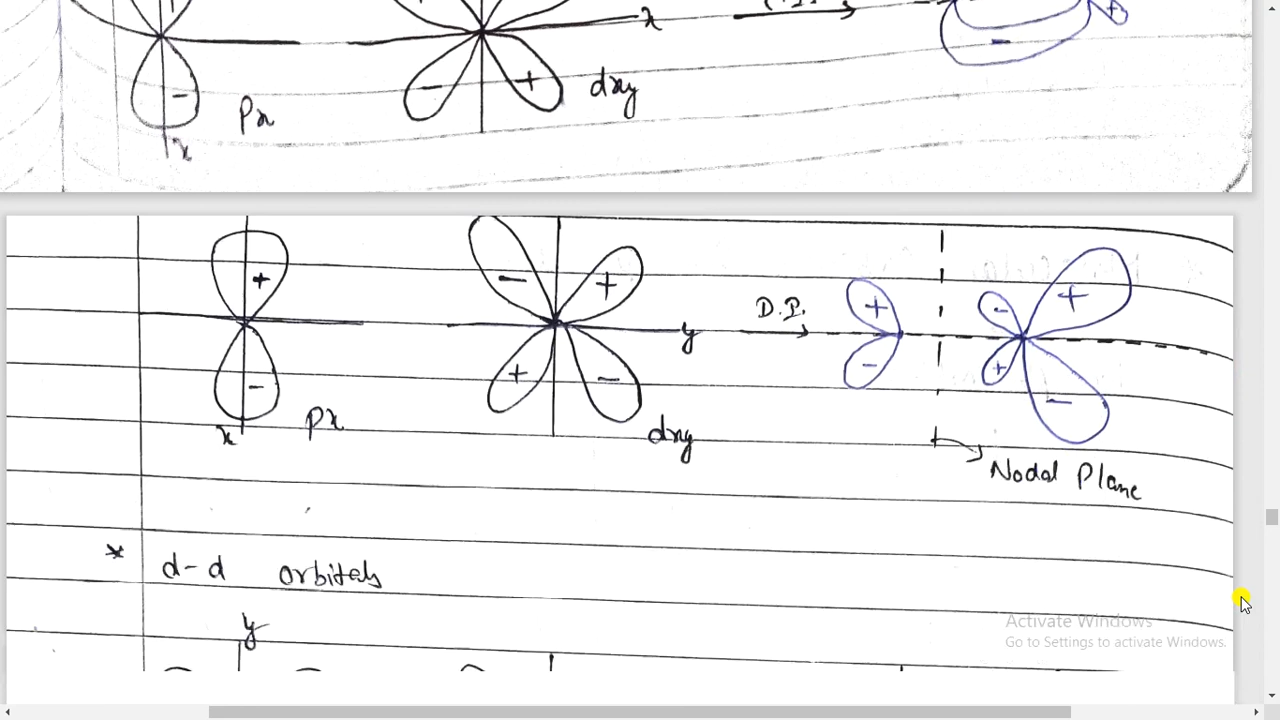 x
+
-
-
+
dxy
Px
x
+
-
+
D.P.
+
-
+
y
-
+
-
-
+
-
x
Px
dxy
Nodal Plane
* d-d orbitals
y
Activate Windows
Go to Settings to activate Windows.